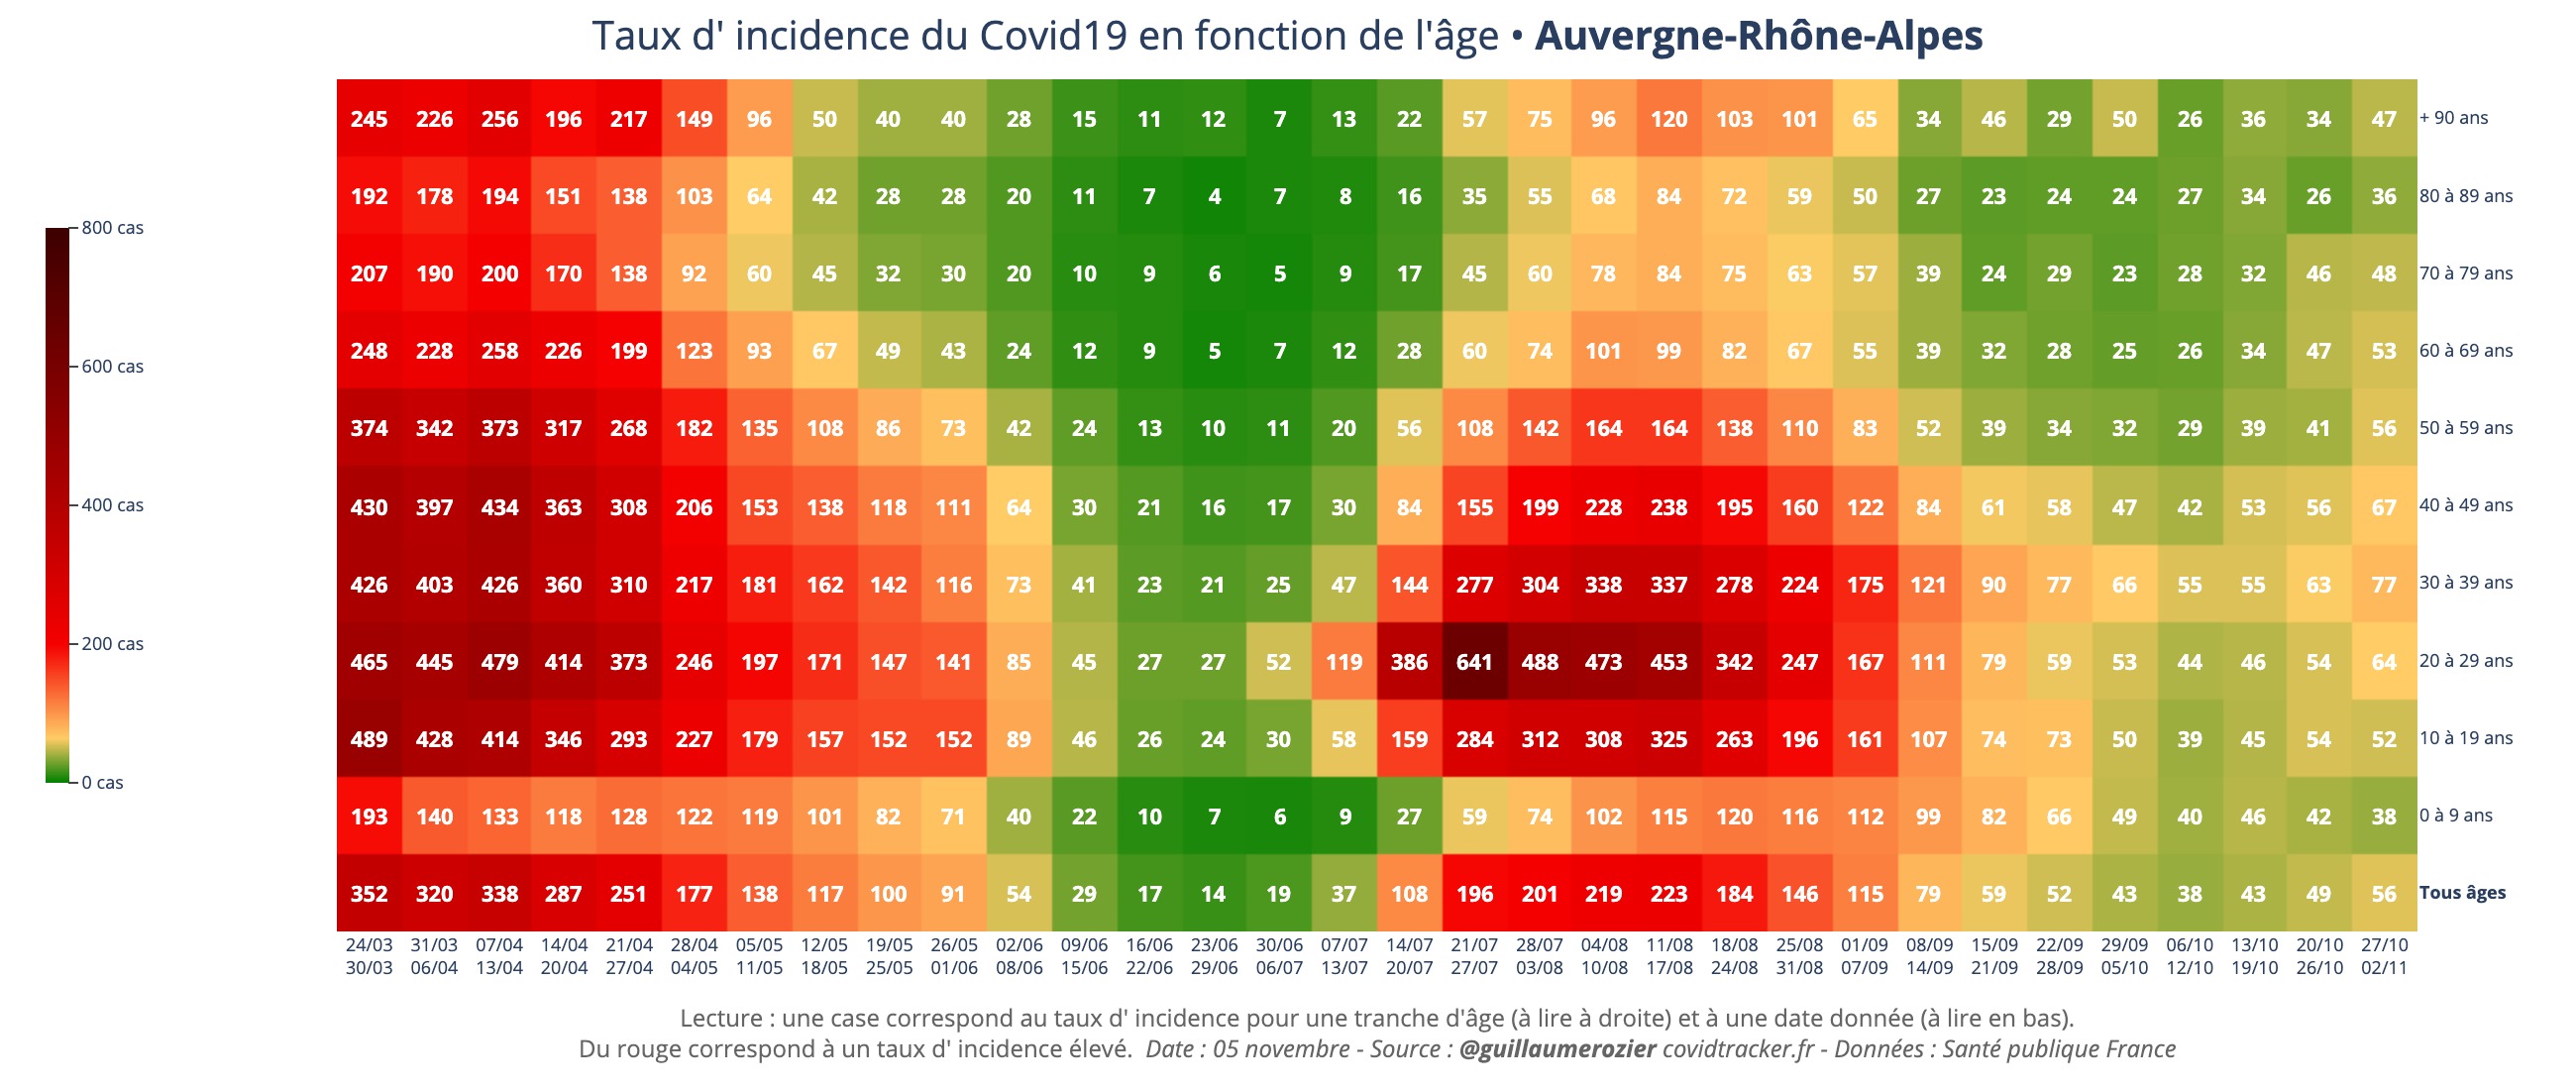 Taux d' incidence du Covid19 en fonction de l'âge • Auvergne-Rhône-Alpes
800 cas
600 cas
400 cas
200 cas
0 cas
245 226 256 196 217 149 96 50 40 40 28 15 11 12 7 13 22 57 75 96 120 103 101 65 34 46 29 50 26 36 34 47 + 90 ans
192 178 194 151 138 103 64 42 28 28 20 11 7 4 7 8 16 35 55 68 84 72 59 50 27 23 24 24 27 34 26 36 80 à 89 ans
207 190 200 170 138 92 60 45 32 30 20 10 9 6 5 9 17 45 60 78 84 75 63 57 39 24 29 23 28 32 46 48 70 à 79 ans
248 228 258 226 199 123 93 67 49 43 24 12 9 5 7 12 28 60 74 101 99 82 67 55 39 32 28 25 26 34 47 53 60 à 69 ans
374 342 373 317 268 182 135 108 86 73 42 24 13 10 11 20 56 108 142 164 164 138 110 83 52 39 34 32 29 39 41 56 50 à 59 ans
430 397 434 363 308 206 153 138 118 111 64 30 21 16 17 30 84 155 199 228 238 195 160 122 84 61 58 47 42 53 56 67 40 à 49 ans
426 403 426 360 310 217 181 162 142 116 73 41 23 21 25 47 144 277 304 338 337 278 224 175 121 90 77 66 55 55 63 77 30 à 39 ans
465 445 479 414 373 246 197 171 147 141 85 45 27 27 52 119 386 641 488 473 453 342 247 167 111 79 59 53 44 46 54 64 20 à 29 ans
489 428 414 346 293 227 179 157 152 152 89 46 26 24 30 58 159 284 312 308 325 263 196 161 107 74 73 50 39 45 54 52 10 à 19 ans
193 140 133 118 128 122 119 101 82 71 40 22 10 7 6 9 27 59 74 102 115 120 116 112 99 82 66 49 40 46 42 38 0 à 9 ans
352 320 338 287 251 177 138 117 100 91 54 29 17 14 19 37 108 196 201 219 223 184 146 115 79 59 52 43 38 43 49 56 Tous âges
24/03 31/03 07/04 14/04 21/04 28/04 05/05 12/05 19/05 26/05 02/06 09/06 16/06 23/06 30/06 07/07 14/07 21/07 28/07 04/08 11/08 18/08 25/08 01/09 08/09 15/09 22/09 29/09 06/10 13/10 20/10 27/10
30/03 06/04 13/04 20/04 27/04 04/05 11/05 18/05 25/05 01/06 08/06 15/06 22/06 29/06 06/07 13/07 20/07 27/07 03/08 10/08 17/08 24/08 31/08 07/09 14/09 21/09 28/09 05/10 12/10 19/10 26/10 02/11
Lecture : une case correspond au taux d' incidence pour une tranche d'âge (à lire à droite) et à une date donnée (à lire en bas).
Du rouge correspond à un taux d' incidence élevé. Date : 05 novembre - Source : @guillaumerozier covidtracker.fr - Données : Santé publique France